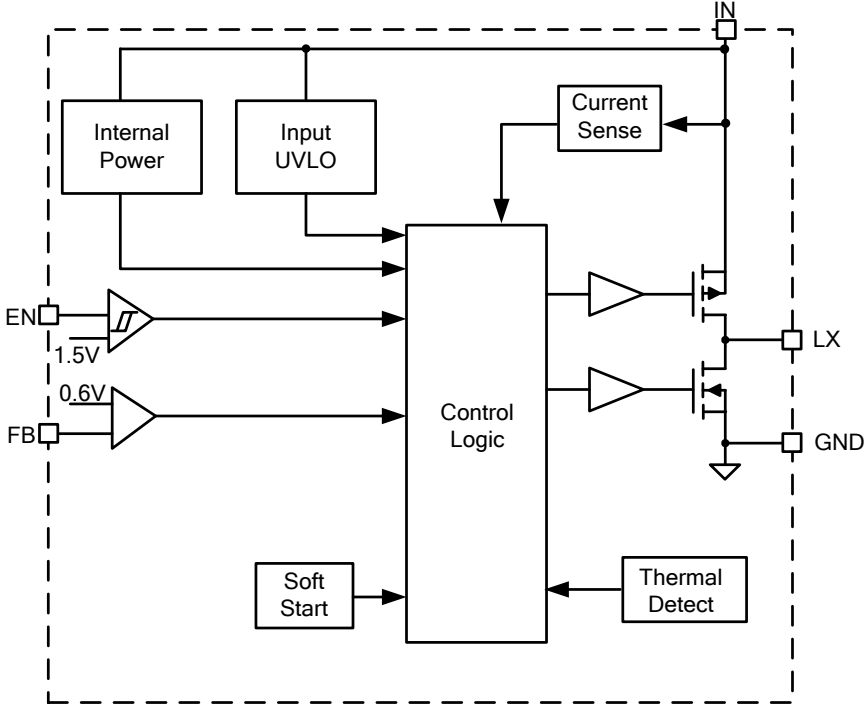 IN
Internal
Power
Input
UVLO
Current
Sense
EN
1.5V
0.6V
FB
LX
GND
Control
Logic
Soft
Start
Thermal
Detect